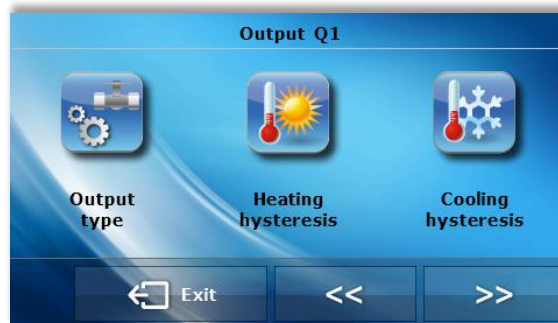 Output Q1
Output
type
Heating
hysteresis
Cooling
hysteresis
Exit
<<
>>